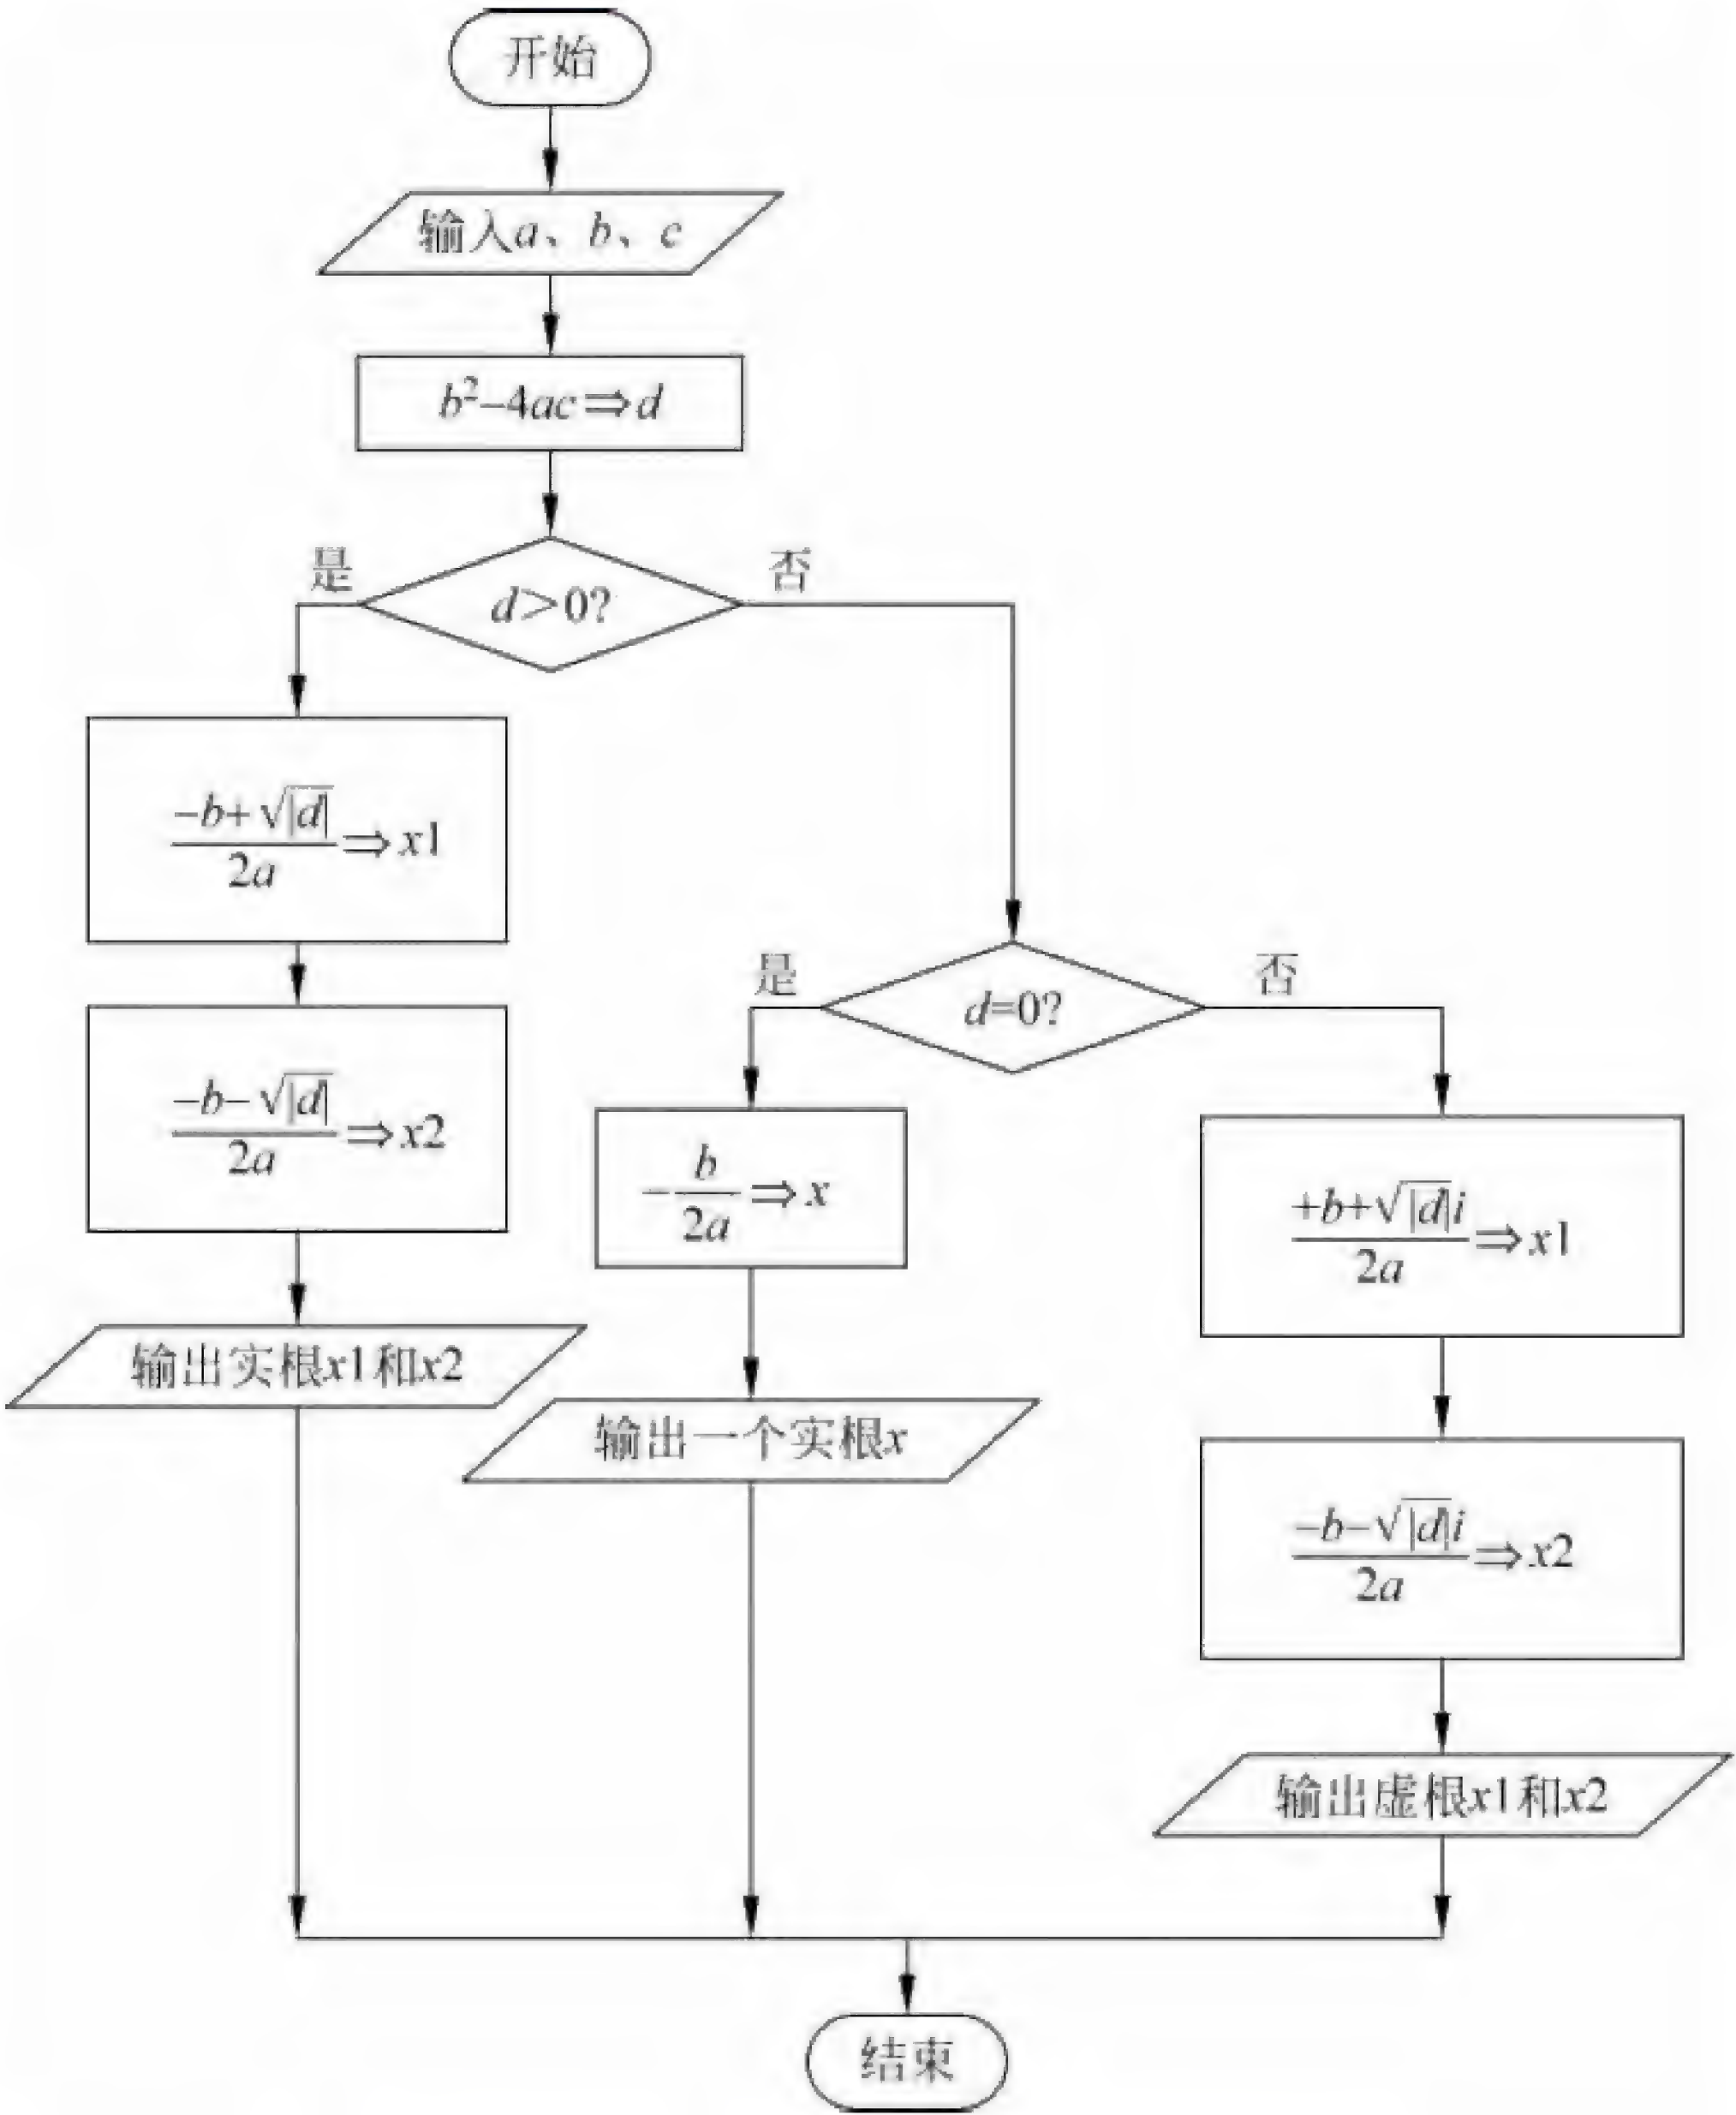 开始
输入a、b、c
b²–4ac⇒d
是
否
d>0?
(–b+√|d|)/2a⇒x1
是
否
d=0?
(–b–√|d|)/2a⇒x2
–b/2a⇒x
(+b+√|d|i)/2a⇒x1
输出实根x1和x2
输出一个实根x
(–b–√|d|i)/2a⇒x2
输出虚根x1和x2
结束